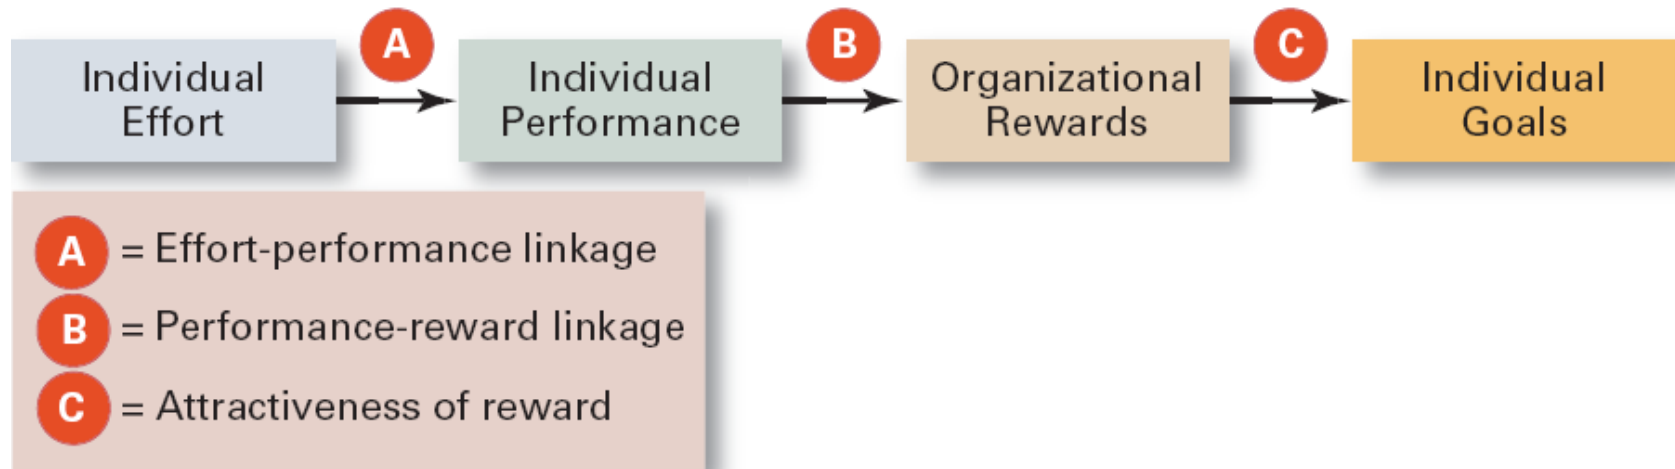 A
B
C
Individual
Effort
Individual
Performance
Organizational
Rewards
Individual
Goals
A = Effort-performance linkage
B = Performance-reward linkage
C = Attractiveness of reward